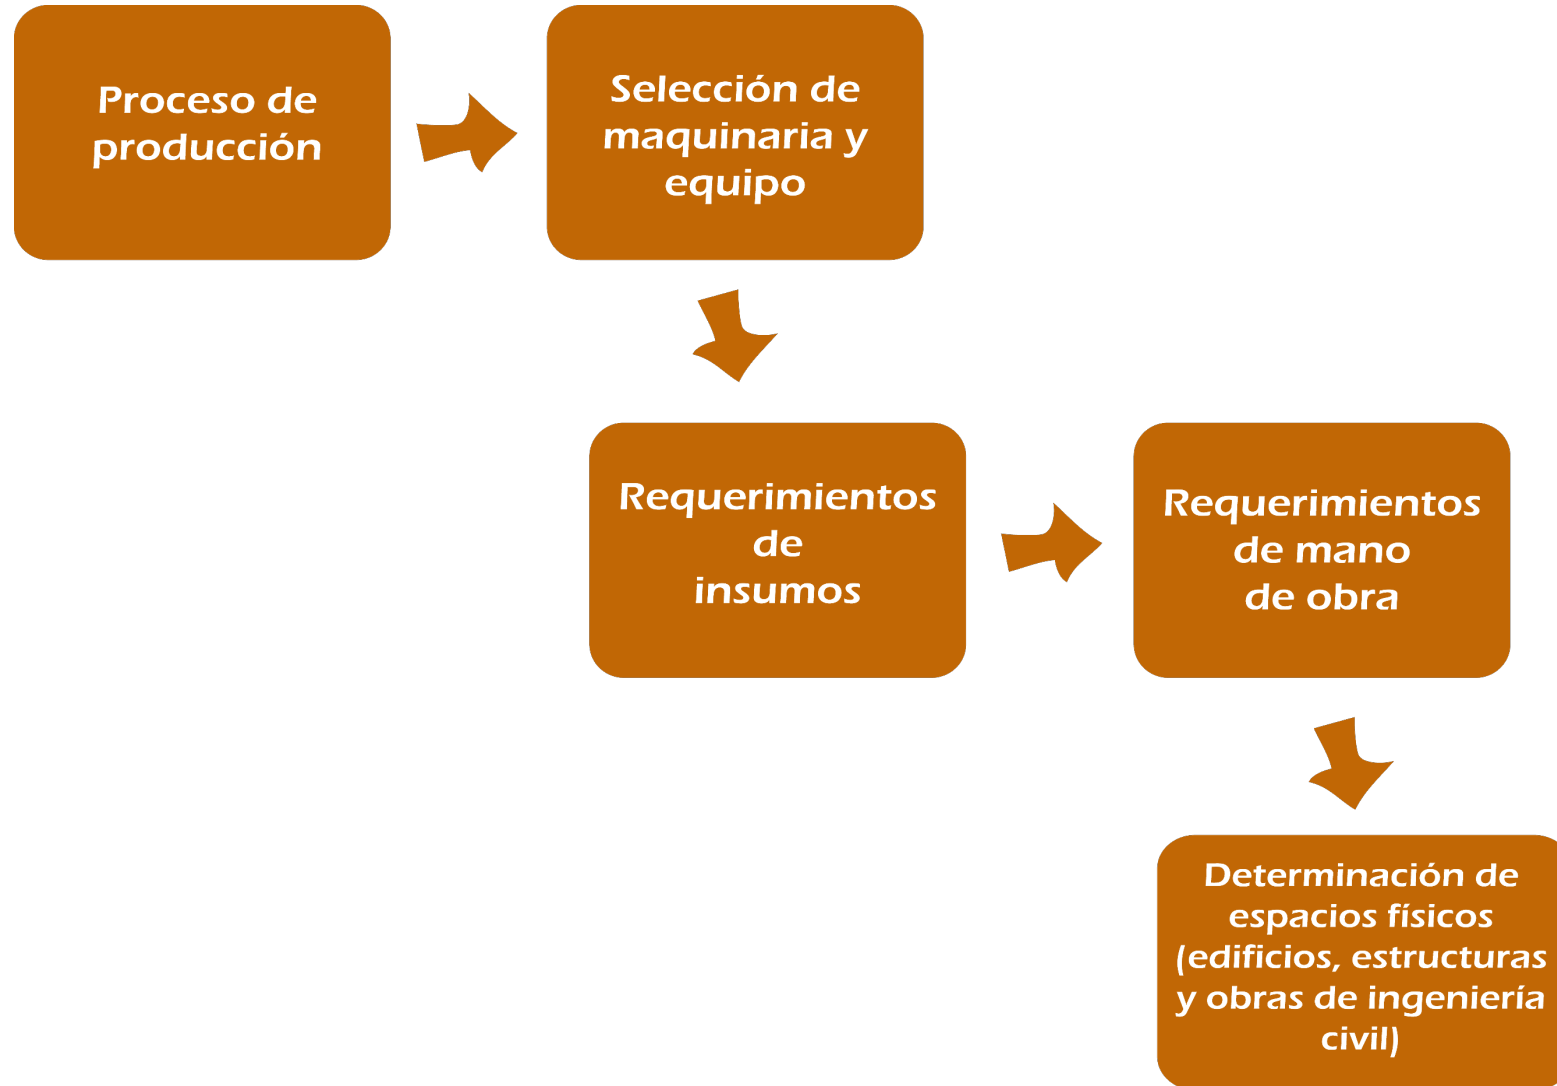 Proceso de
producción
Selección de
maquinaria y
equipo
Requerimientos
de
insumos
Requerimientos
de mano
de obra
Determinación de
espacios físicos
(edificios, estructuras
y obras de ingeniería
civil)